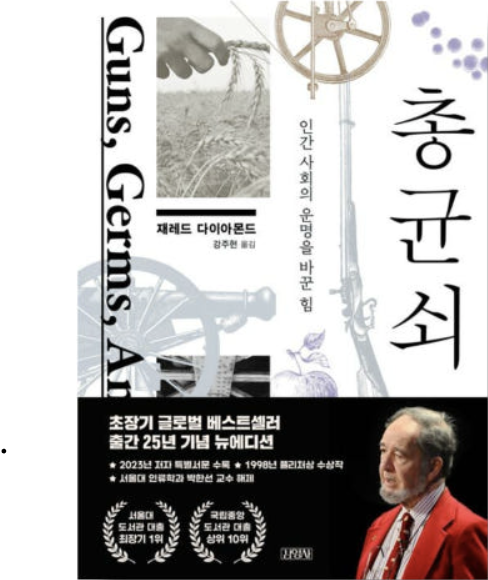 Guns, Germs, An
총 균 쇠
인간 사회의 운명을 바꾼 힘
재레드 다이아몬드
강주헌 옮김
초장기 글로벌 베스트셀러
출간 25년 기념 뉴에디션
★ 2023년 저자 특별서문 수록 ★ 1998년 퓰리처상 수상작
★ 서울대 인류학과 박한선 교수 해제
서울대
도서관 대출
최장기 1위
국립중앙
도서관 대출
상위 10위
김영사